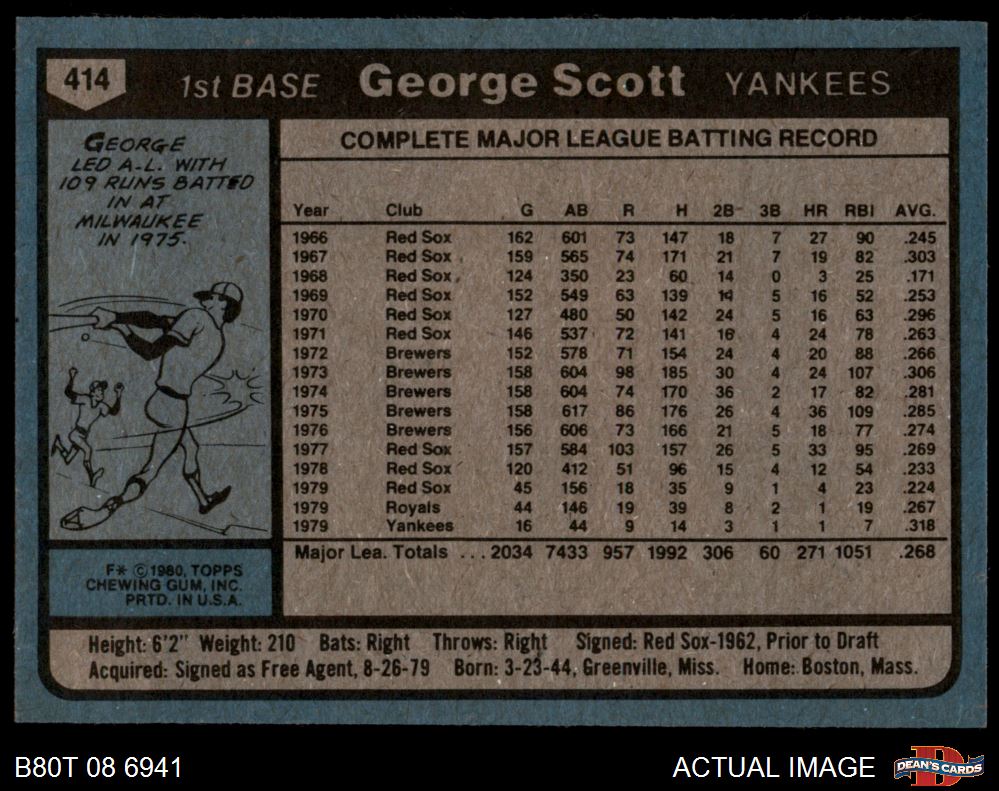 414 1st BASE George Scott YANKEES
GEORGE
LED A.L. WITH
109 RUNS BATTED
IN AT
MILWAUKEE
IN 1975.
COMPLETE MAJOR LEAGUE BATTING RECORD
Year Club G AB R H 2B 3B HR RBI AVG.
1966 Red Sox 162 601 73 147 18 7 27 90 .245
1967 Red Sox 159 565 74 171 21 7 19 82 .303
1968 Red Sox 124 350 23 60 14 0 3 25 .171
1969 Red Sox 152 549 63 139 14 5 16 52 .253
1970 Red Sox 127 480 50 142 24 5 16 63 .296
1971 Red Sox 146 537 72 141 16 4 24 78 .263
1972 Brewers 152 578 71 154 24 4 20 88 .266
1973 Brewers 158 604 98 185 30 4 24 107 .306
1974 Brewers 158 604 74 170 36 2 17 82 .281
1975 Brewers 158 617 86 176 26 4 36 109 .285
1976 Brewers 156 606 73 166 21 5 18 77 .274
1977 Red Sox 157 584 103 157 26 5 33 95 .269
1978 Red Sox 120 412 51 96 15 4 12 54 .233
1979 Red Sox 45 156 18 35 9 1 4 23 .224
1979 Royals 44 146 19 39 8 2 1 19 .267
1979 Yankees 16 44 9 14 3 1 1 7 .318
Major Lea. Totals ... 2034 7433 957 1992 306 60 271 1051 .268
F* ©1980, TOPPS
CHEWING GUM, INC.
PRTD. IN U.S.A.
Height: 6'2" Weight: 210 Bats: Right Throws: Right Signed: Red Sox-1962, Prior to Draft
Acquired: Signed as Free Agent, 8-26-79 Born: 3-23-44, Greenville, Miss. Home: Boston, Mass.
B80T 08 6941 ACTUAL IMAGE DEAN'S CARDS